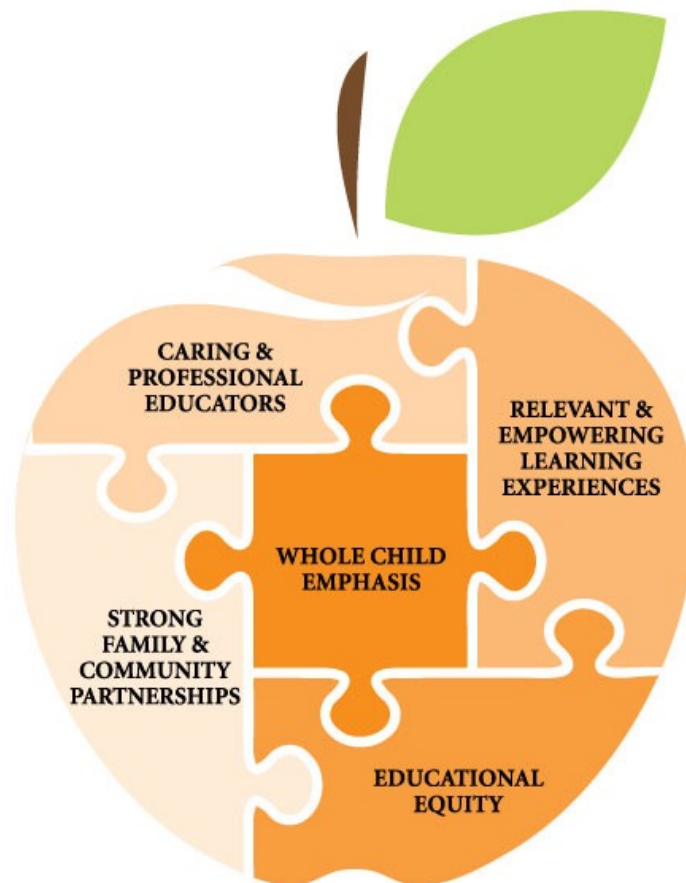 CARING &
PROFESSIONAL
EDUCATORS
RELEVANT &
EMPOWERING
LEARNING
EXPERIENCES
WHOLE CHILD
EMPHASIS
STRONG
FAMILY &
COMMUNITY
PARTNERSHIPS
EDUCATIONAL
EQUITY